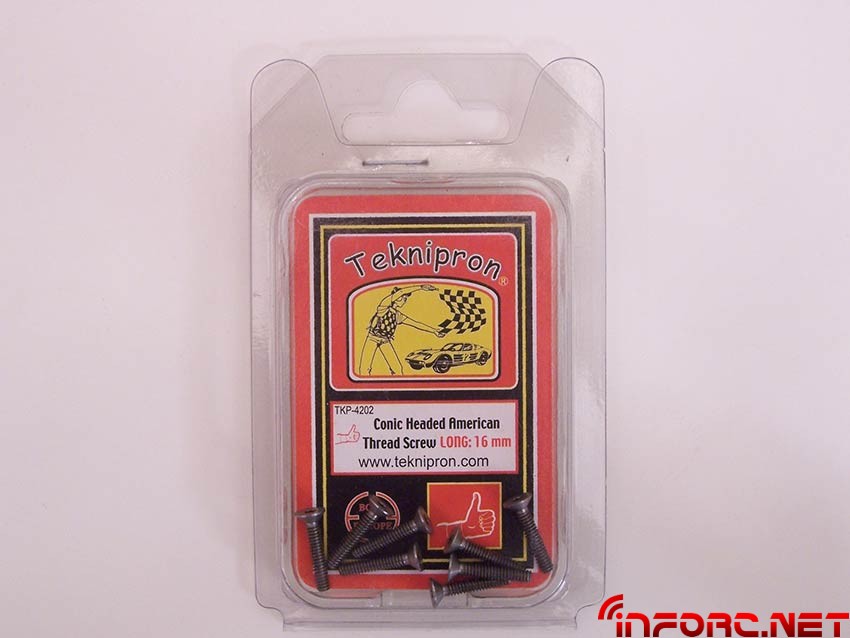 Teknipron®
TKP-4202
Conic Headed American
Thread Screw LONG: 16 mm
www.teknipron.com
INFORC.NET